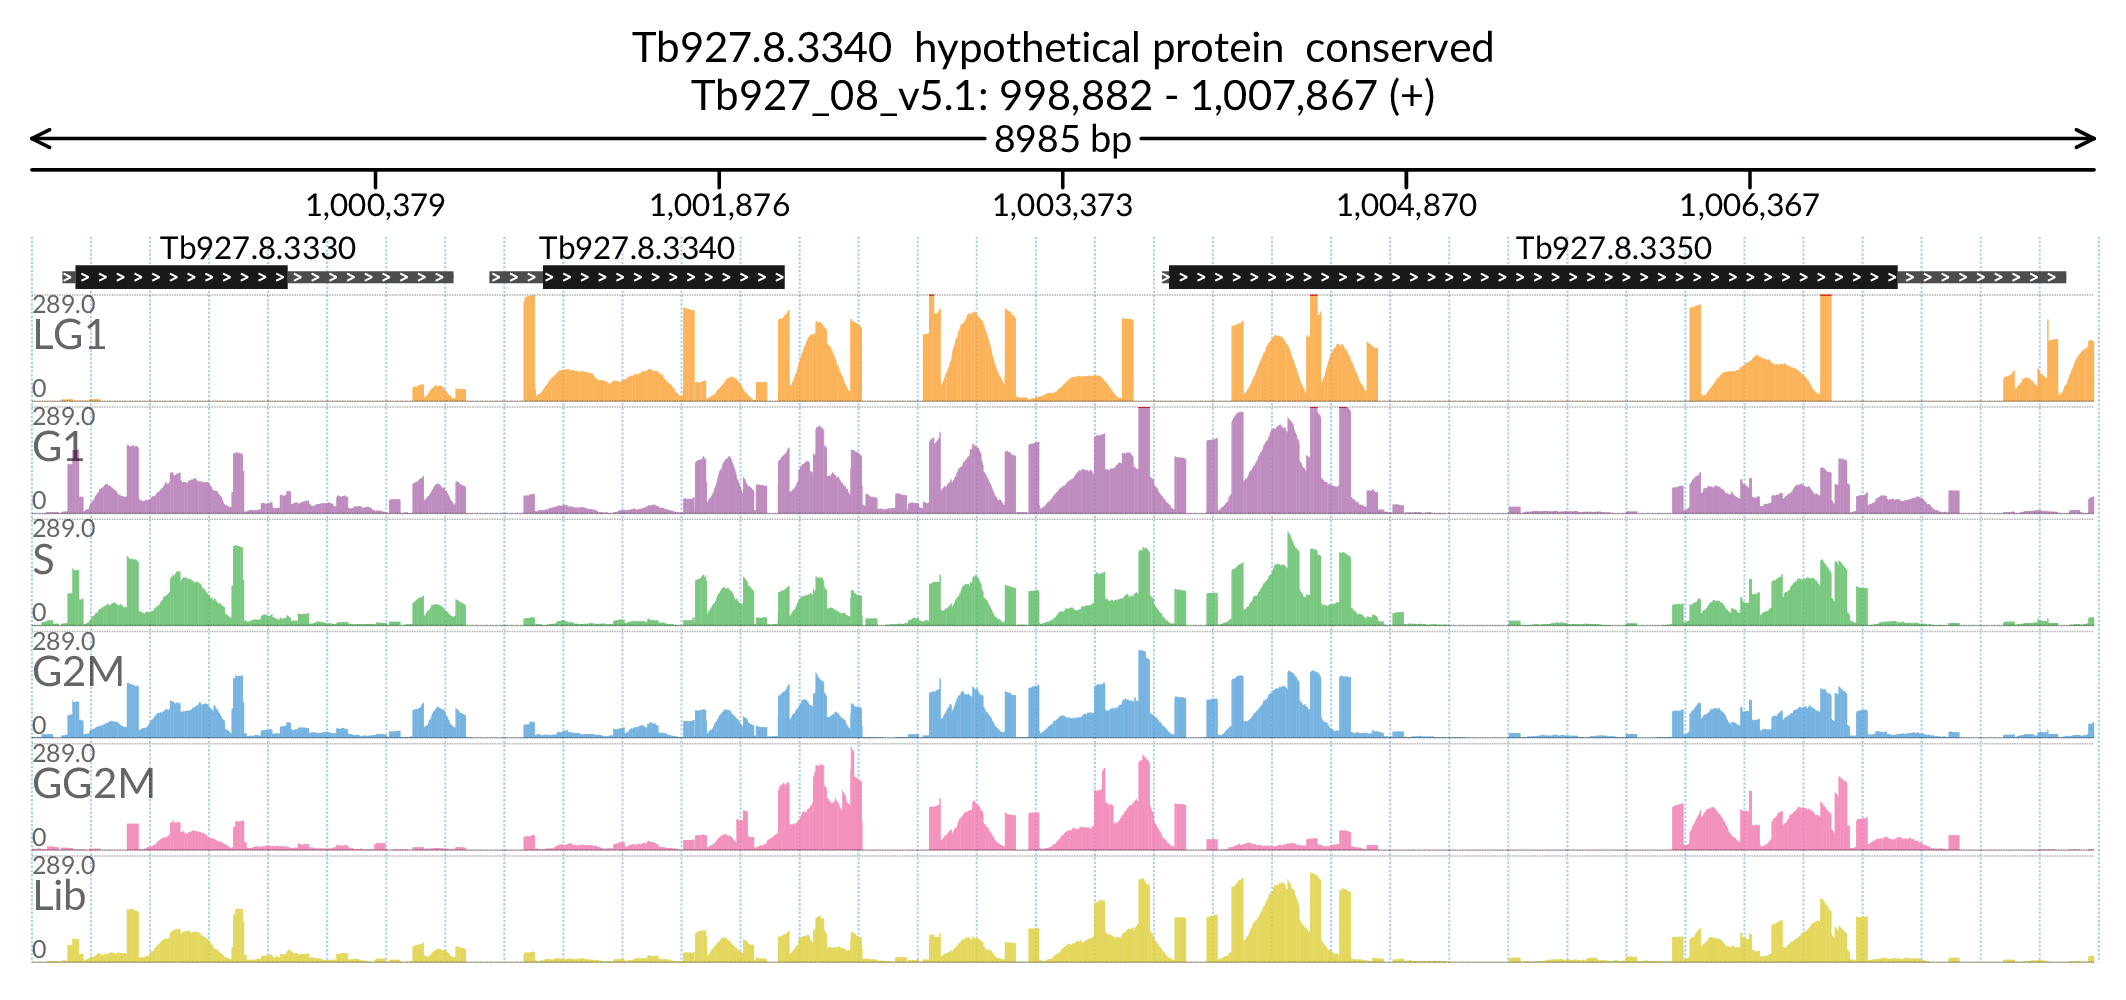 Tb927.8.3340  hypothetical protein  conserved
Tb927_08_v5.1: 998,882 - 1,007,867 (+)
8985 bp
1,000,379 1,001,876 1,003,373 1,004,870 1,006,367
Tb927.8.3330 Tb927.8.3340 Tb927.8.3350
289.0
LG1
0
289.0
G1
0
289.0
S
0
289.0
G2M
0
289.0
GG2M
0
289.0
Lib
0